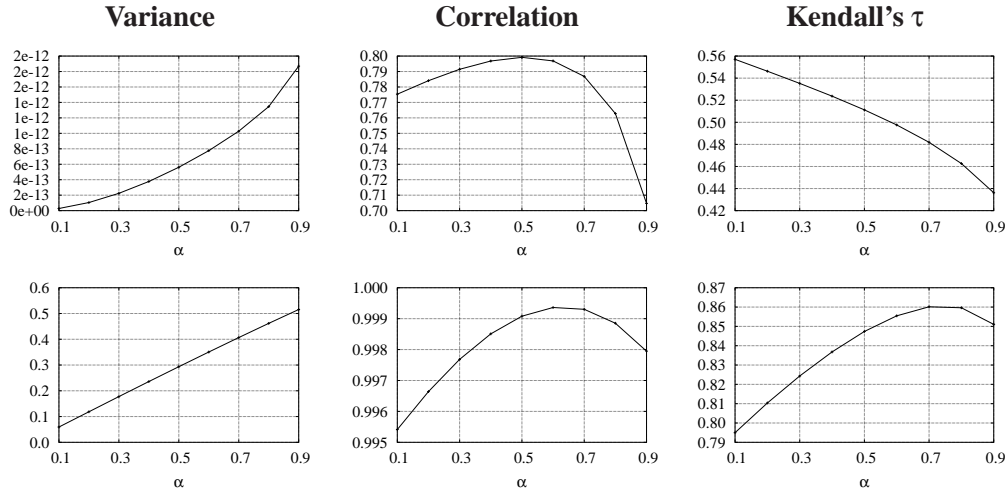 Variance Correlation Kendall's τ
2e-12
2e-12
2e-12
1e-12
1e-12
8e-13
6e-13
4e-13
2e-13
0e+00
0.1 0.3 0.5 0.7 0.9
α
0.80
0.79
0.78
0.77
0.76
0.75
0.74
0.73
0.72
0.71
0.70
0.1 0.3 0.5 0.7 0.9
α
0.56
0.54
0.52
0.50
0.48
0.46
0.44
0.42
0.1 0.3 0.5 0.7 0.9
α
0.6
0.5
0.4
0.3
0.2
0.1
0.0
0.1 0.3 0.5 0.7 0.9
α
1.000
0.999
0.998
0.997
0.996
0.995
0.1 0.3 0.5 0.7 0.9
α
0.87
0.86
0.85
0.84
0.83
0.82
0.81
0.80
0.79
0.1 0.3 0.5 0.7 0.9
α